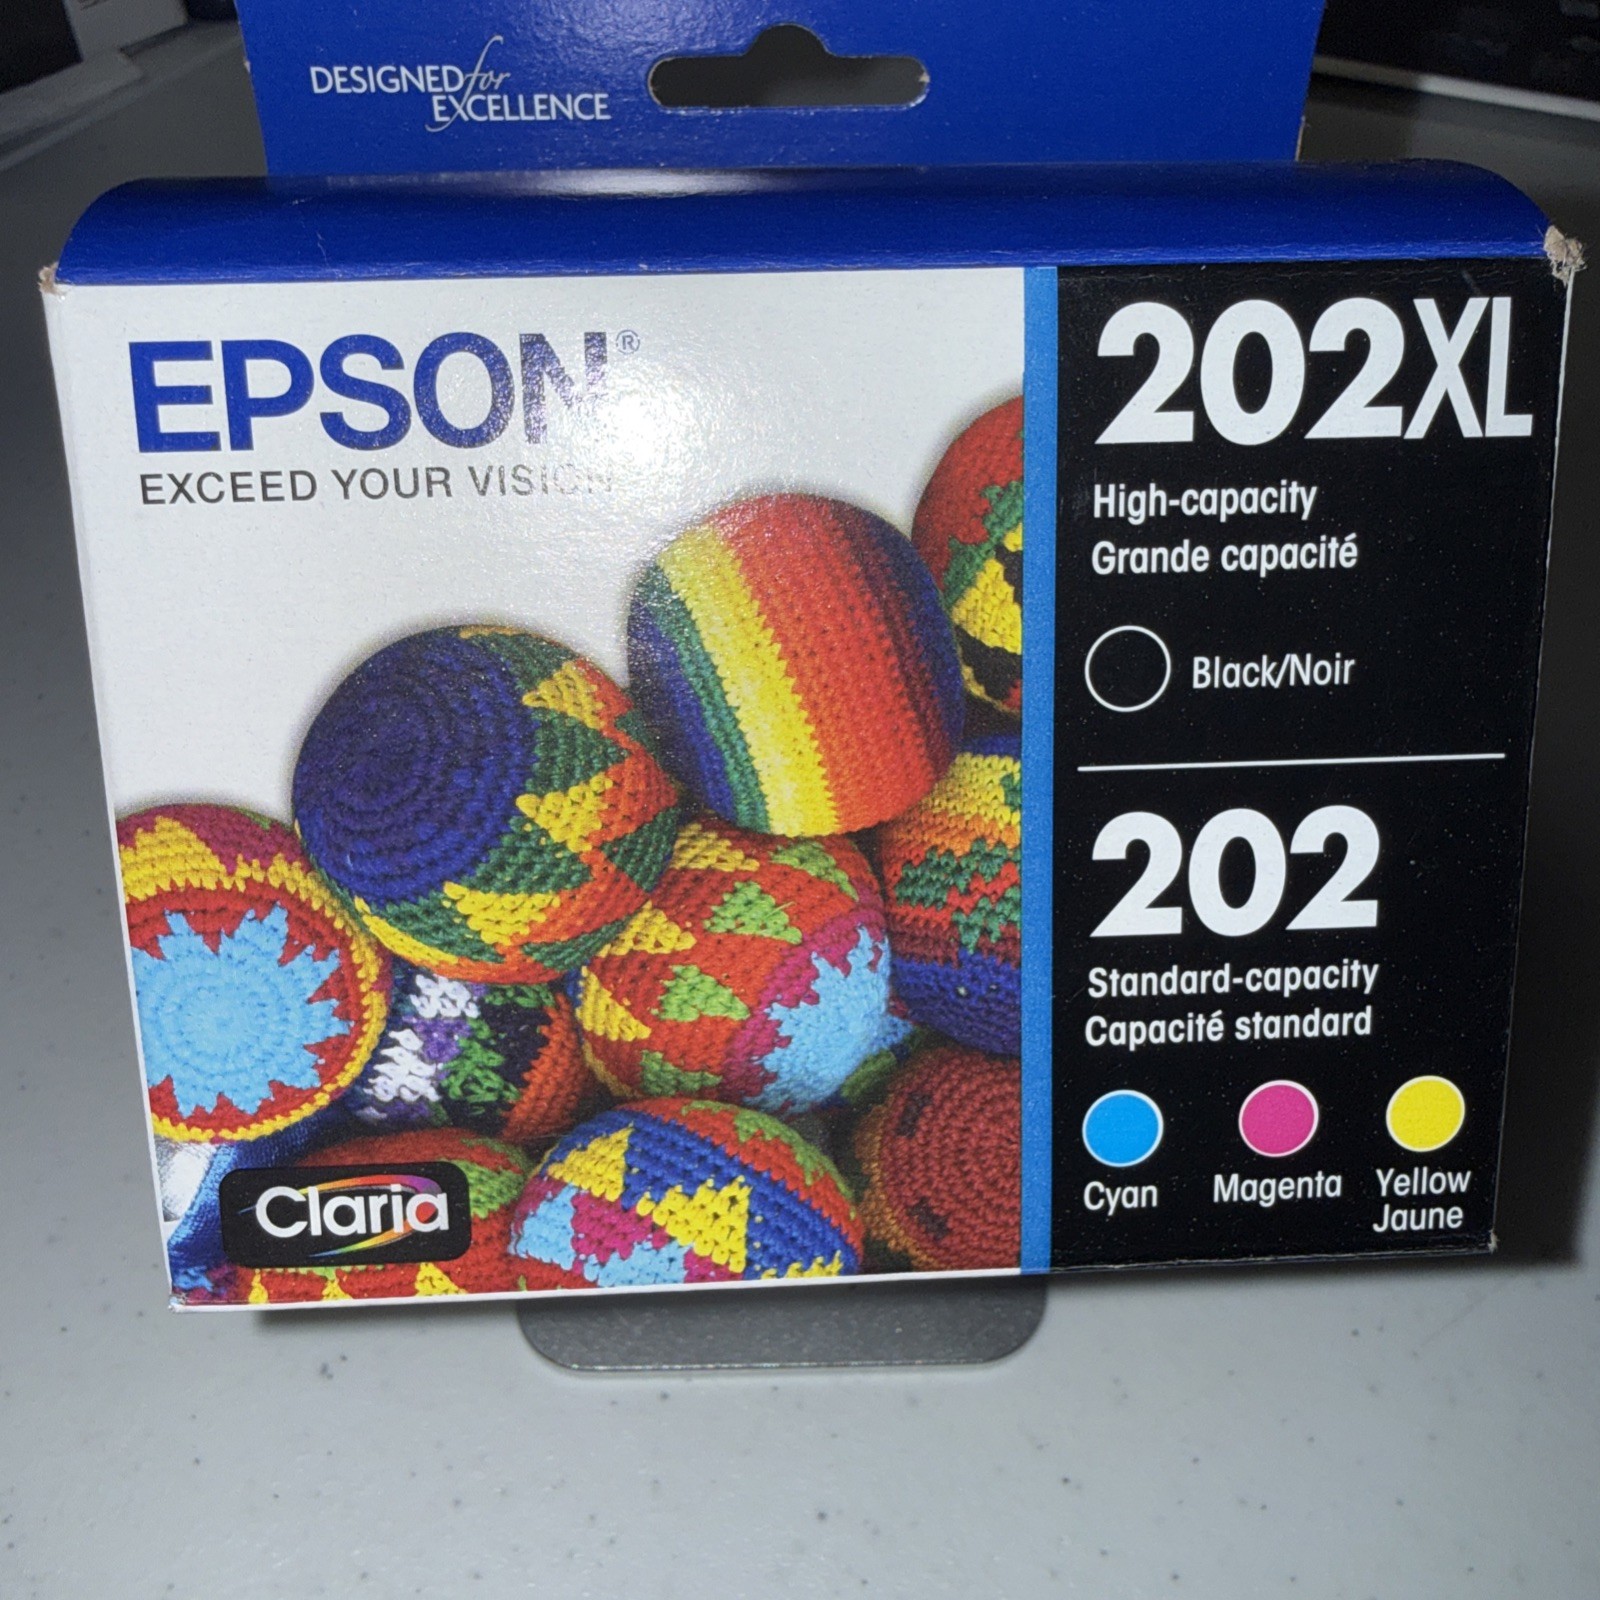 DESIGNED for
EXCELLENCE
EPSON®
EXCEED YOUR VISION
Claria
202XL
High-capacity
Grande capacité
Black/Noir
202
Standard-capacity
Capacité standard
Cyan
Magenta
Yellow
Jaune